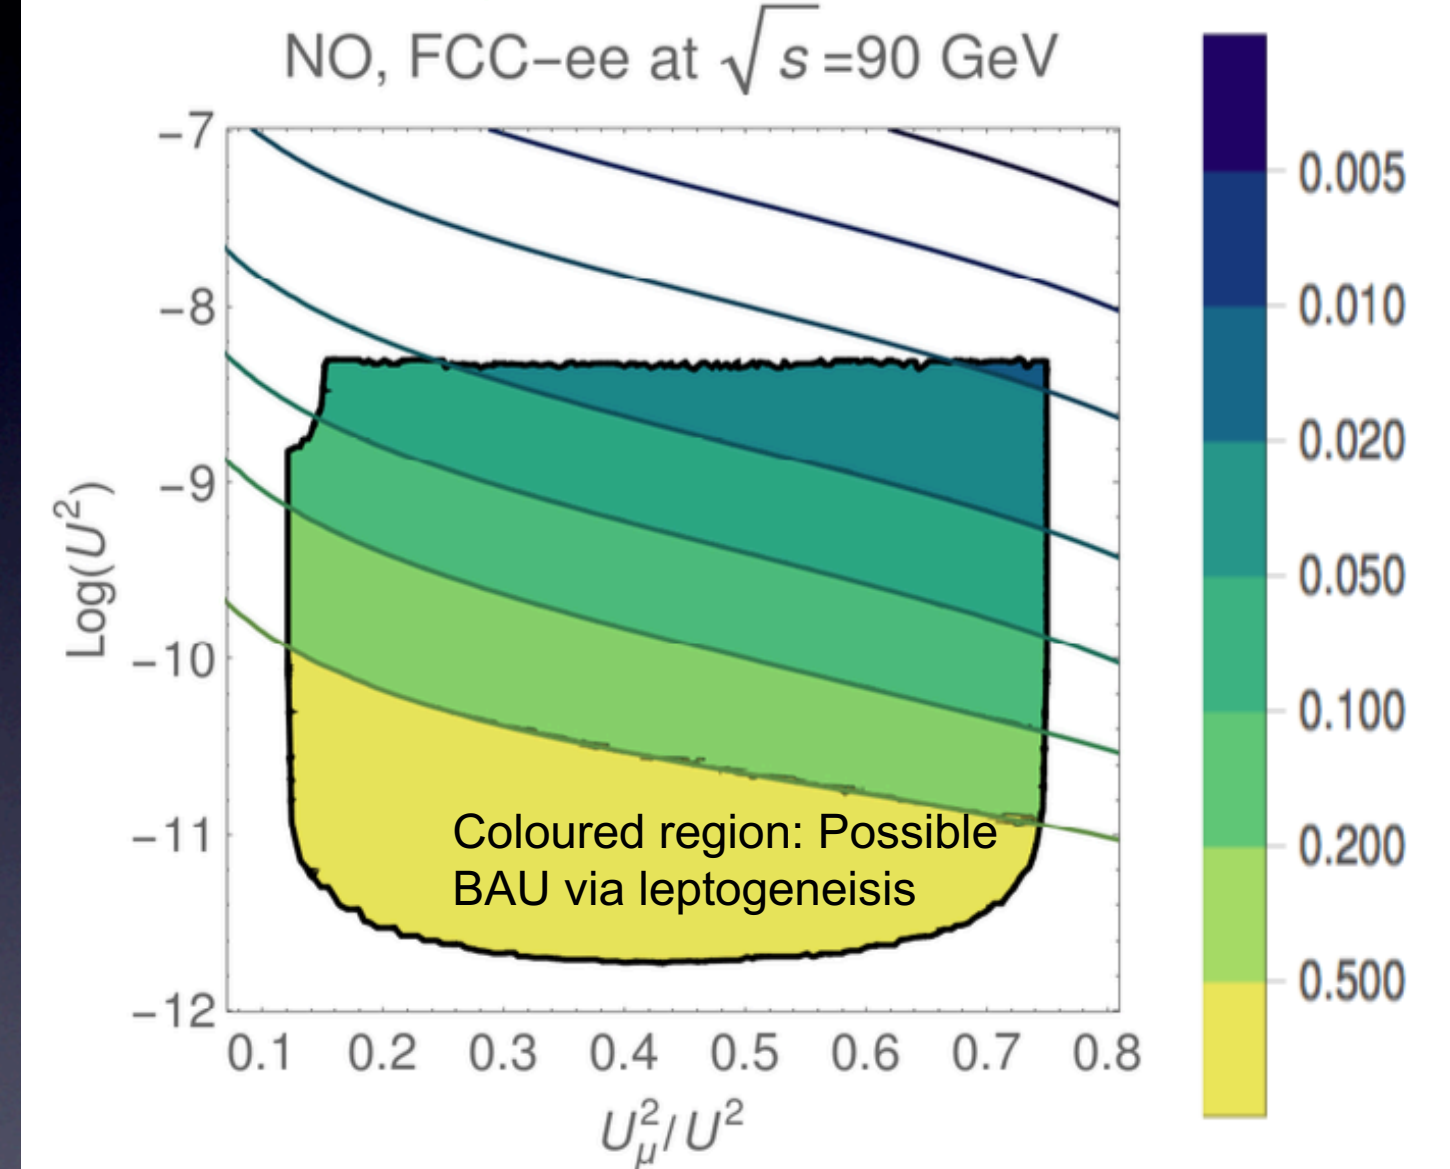 NO, FCC-ee at √s =90 GeV
-7
-8
-9
-10
-11
-12
Log(U²)
Coloured region: Possible
BAU via leptogeneisis
0.1 0.2 0.3 0.4 0.5 0.6 0.7 0.8
U²μ/U²
0.005
0.010
0.020
0.050
0.100
0.200
0.500